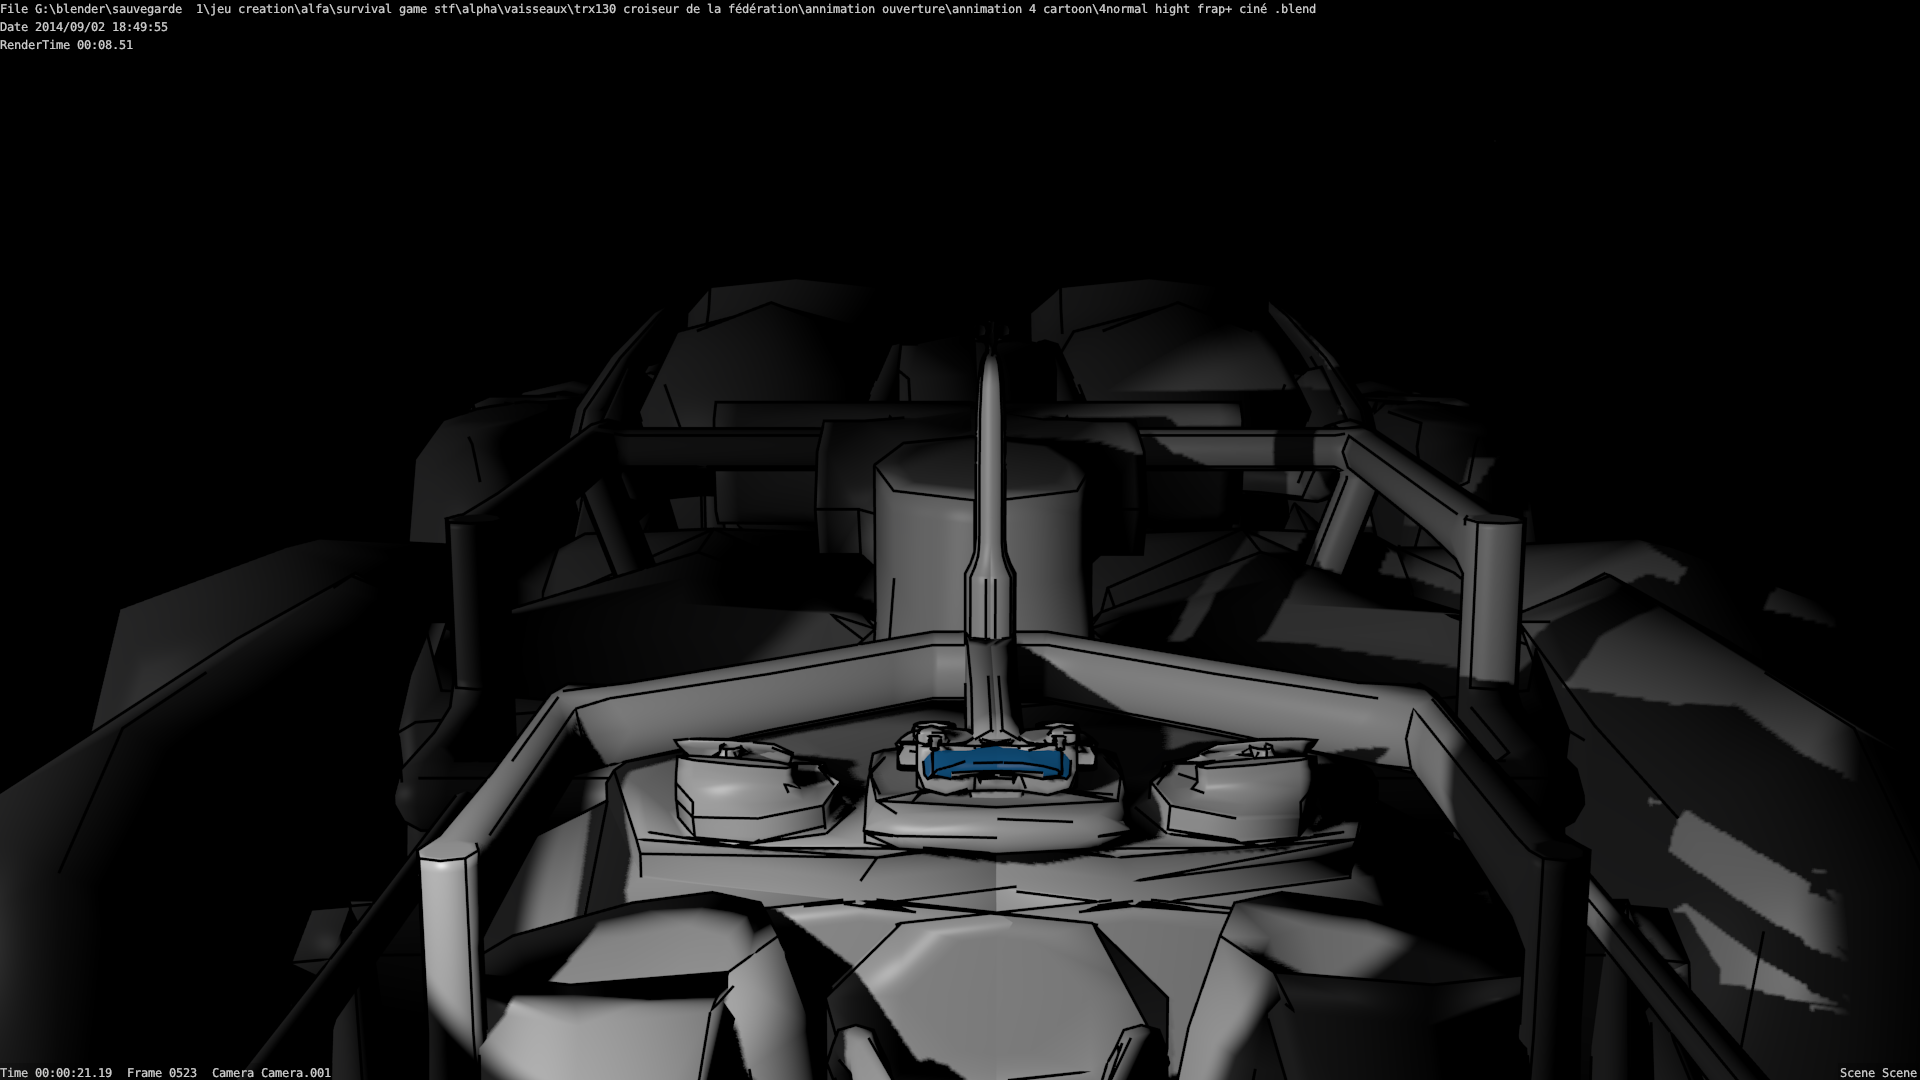 File G:\blender\sauvegarde  1\jeu creation\alfa\survival game stf\alpha\vaisseaux\trx130 croiseur de la fédération\annimation ouverture\annimation 4 cartoon\4normal hight frap+ ciné .blend
Date 2014/09/02 18:49:55
RenderTime 00:08.51
Time 00:00:21.19  Frame 0523  Camera Camera.001
Scene Scene